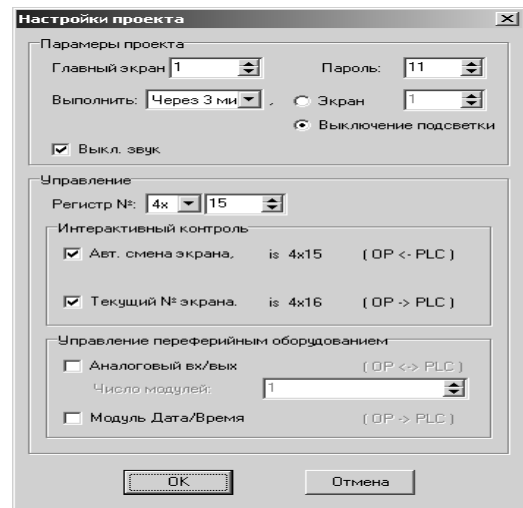 Настройки проекта
Парамеры проекта
Главный экран 1 Пароль: 11
Выполнить: Через 3 ми , Экран 1
Выключение подсветки
Выкл. звук
Управление
Регистр №: 4x 15
Интерактивный контроль
Авт. смена экрана, is 4x15 ( OP <- PLC )
Текущий № экрана. is 4x16 ( OP -> PLC )
Управление переферийным оборудованием
Аналоговый вх/вых ( OP <-> PLC )
Число модулей: 1
Модуль Дата/Время ( OP -> PLC )
OK Отмена